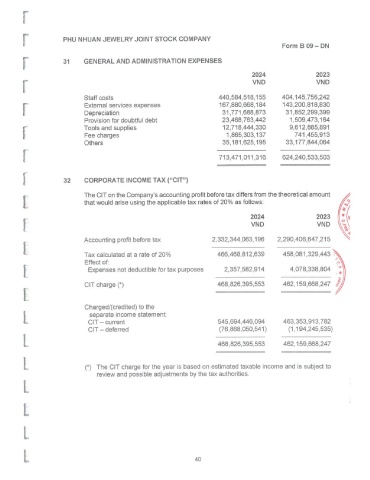 PHU NHUAN JEWELRY JOINT STOCK COMPANY
Form B 09 – DN
31 GENERAL AND ADMINISTRATION EXPENSES
2024 2023
VND VND
Staff costs 440,594,518,155 404,145,756,242
External services expenses 167,880,668,184 143,200,818,830
Depreciation 31,771,688,873 31,852,299,399
Provision for doubtful debt 23,468,763,442 1,509,473,164
Tools and supplies 12,718,444,330 9,612,885,891
Fee charges 1,855,303,137 741,455,913
Others 35,181,625,195 33,177,844,064
713,471,011,316 624,240,533,503
32 CORPORATE INCOME TAX ("CIT")
The CIT on the Company's accounting profit before tax differs from the theoretical amount
that would arise using the applicable tax rates of 20% as follows:
2024 2023
VND VND
Accounting profit before tax 2,332,344,063,196 2,290,406,647,215
Tax calculated at a rate of 20% 466,468,812,639 458,081,329,443
Effect of:
Expenses not deductible for tax purposes 2,357,582,914 4,078,338,804
CIT charge (*) 468,826,395,553 462,159,668,247
Charged/(credited) to the
separate income statement:
CIT – current 545,694,446,094 463,353,913,782
CIT – deferred (76,868,050,541) (1,194,245,535)
468,826,395,553 462,159,668,247
(*) The CIT charge for the year is based on estimated taxable income and is subject to
review and possible adjustments by the tax authorities.
40